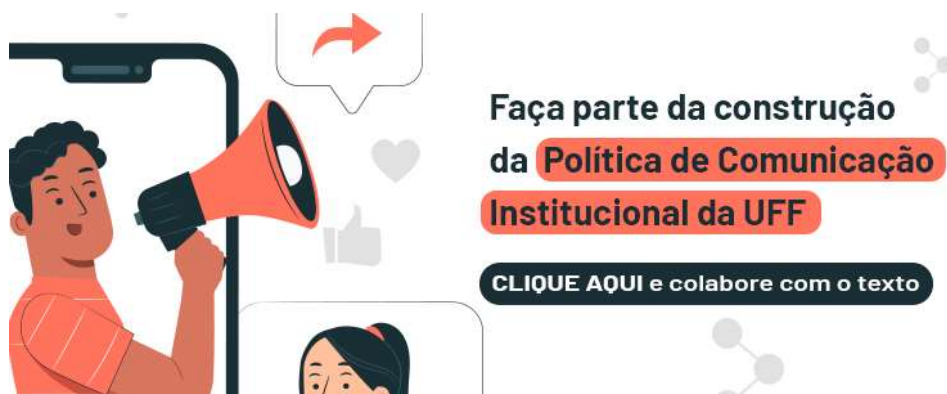 Faça parte da construção
da Política de Comunicação
Institucional da UFF
CLIQUE AQUI e colabore com o texto